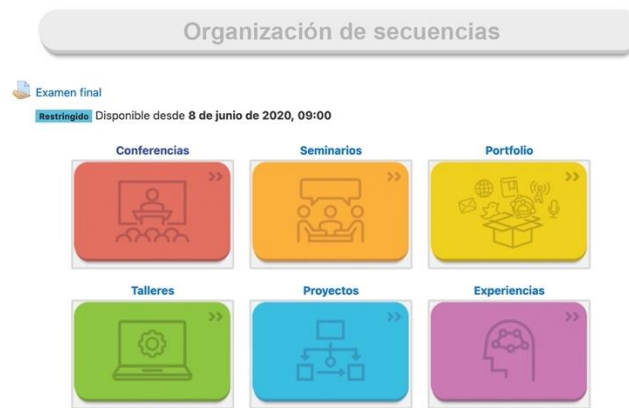 Organización de secuencias
Examen final
Restringido Disponible desde 8 de junio de 2020, 09:00
Conferencias Seminarios Portfolio
Talleres Proyectos Experiencias